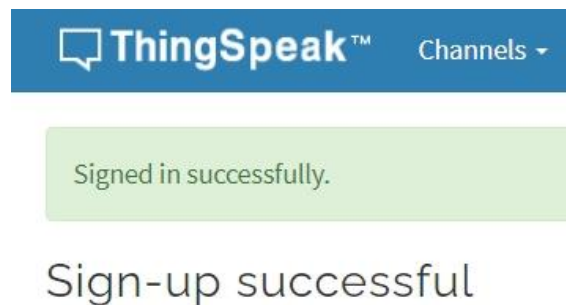 ThingSpeak™ Channels
Signed in successfully.
Sign-up successful